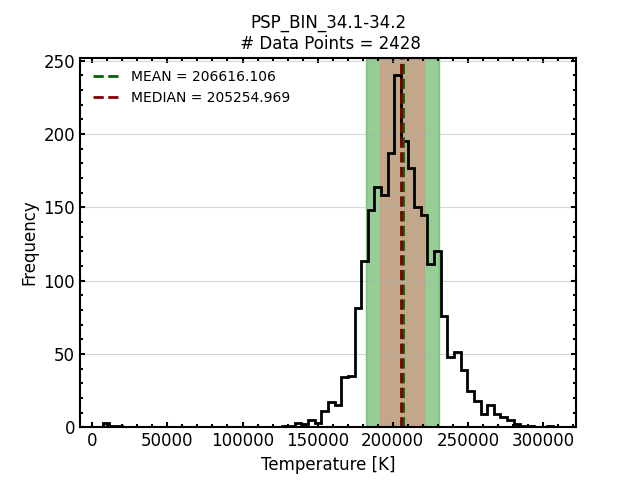 PSP_BIN_34.1-34.2
# Data Points = 2428
MEAN = 206616.106
MEDIAN = 205254.969
250
200
150
100
50
0
Frequency
0 50000 100000 150000 200000 250000 300000
Temperature [K]